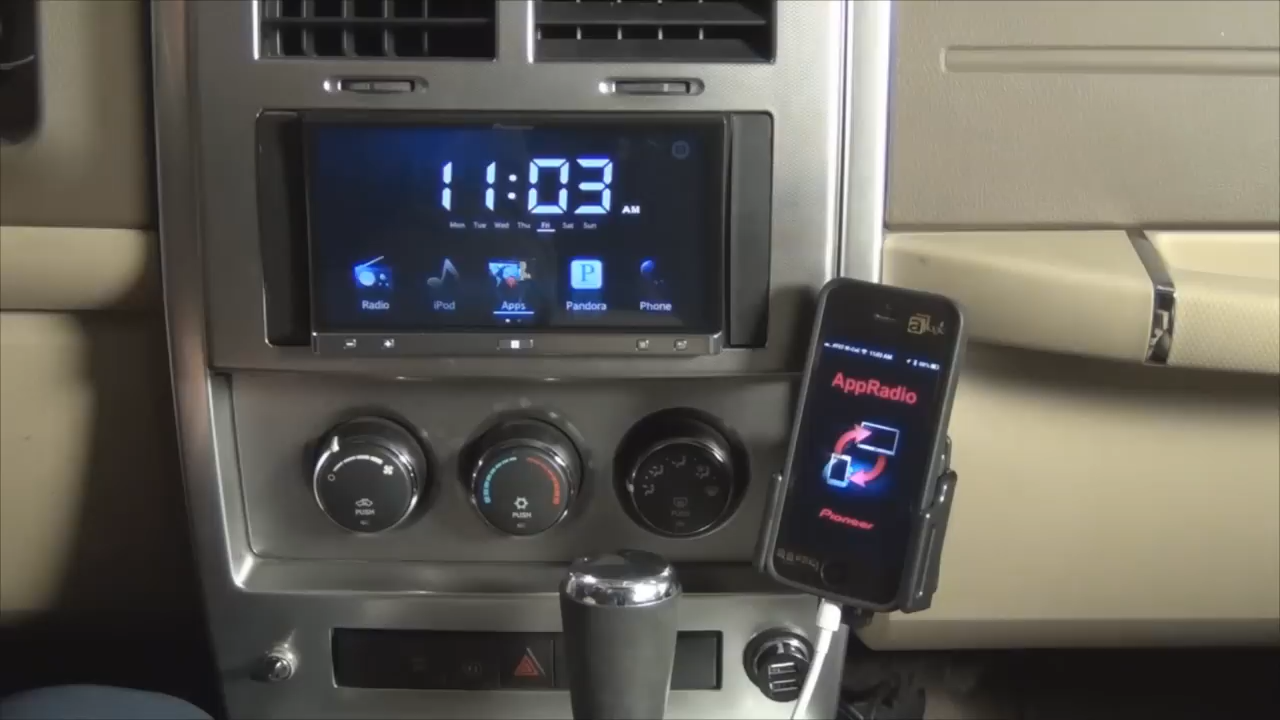 11:03 AM
Mon Tue Wed Thu Fri Sat Sun
Radio iPod Apps Pandora Phone
P
AppRadio
Pioneer
PUSH
PUSH
PUSH